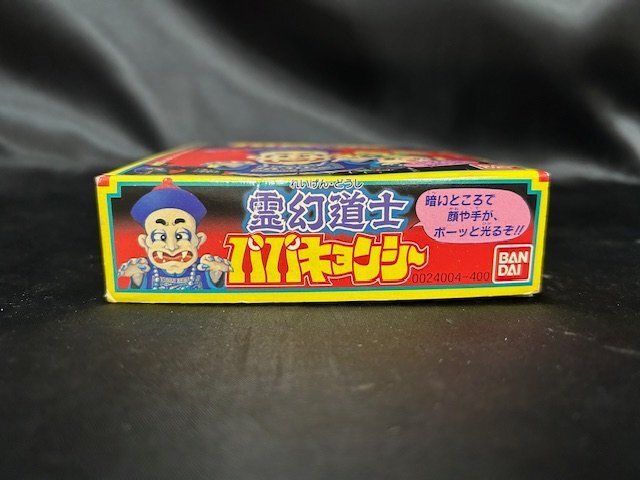 れいげん・どうし
霊幻道士
パパキョンシー
暗いところで
顔や手が、
ボーッと光るぞ!!
0024004-400
BAN
DAI